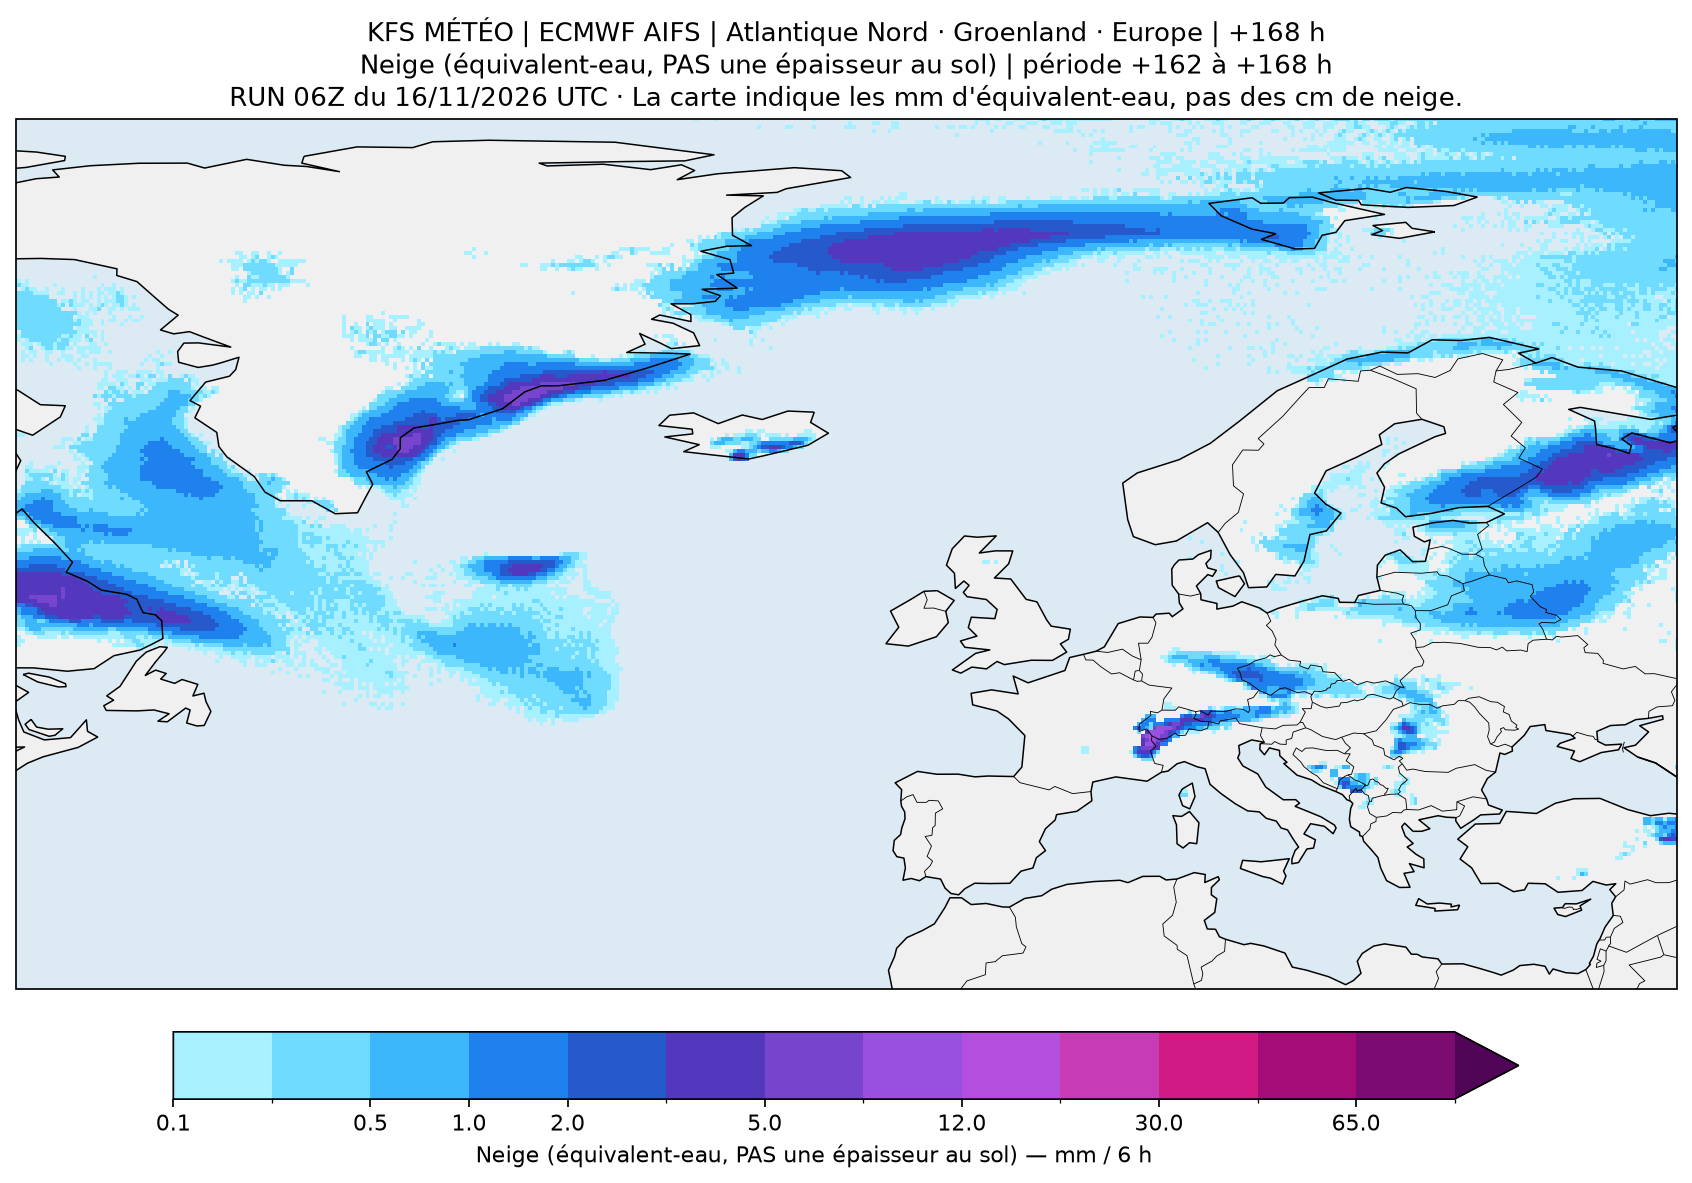 KFS MÉTÉO | ECMWF AIFS | Atlantique Nord · Groenland · Europe | +168 h
Neige (équivalent-eau, PAS une épaisseur au sol) | période +162 à +168 h
RUN 06Z du 16/11/2026 UTC · La carte indique les mm d'équivalent-eau, pas des cm de neige.
0.1 0.5 1.0 2.0 5.0 12.0 30.0 65.0
Neige (équivalent-eau, PAS une épaisseur au sol) — mm / 6 h